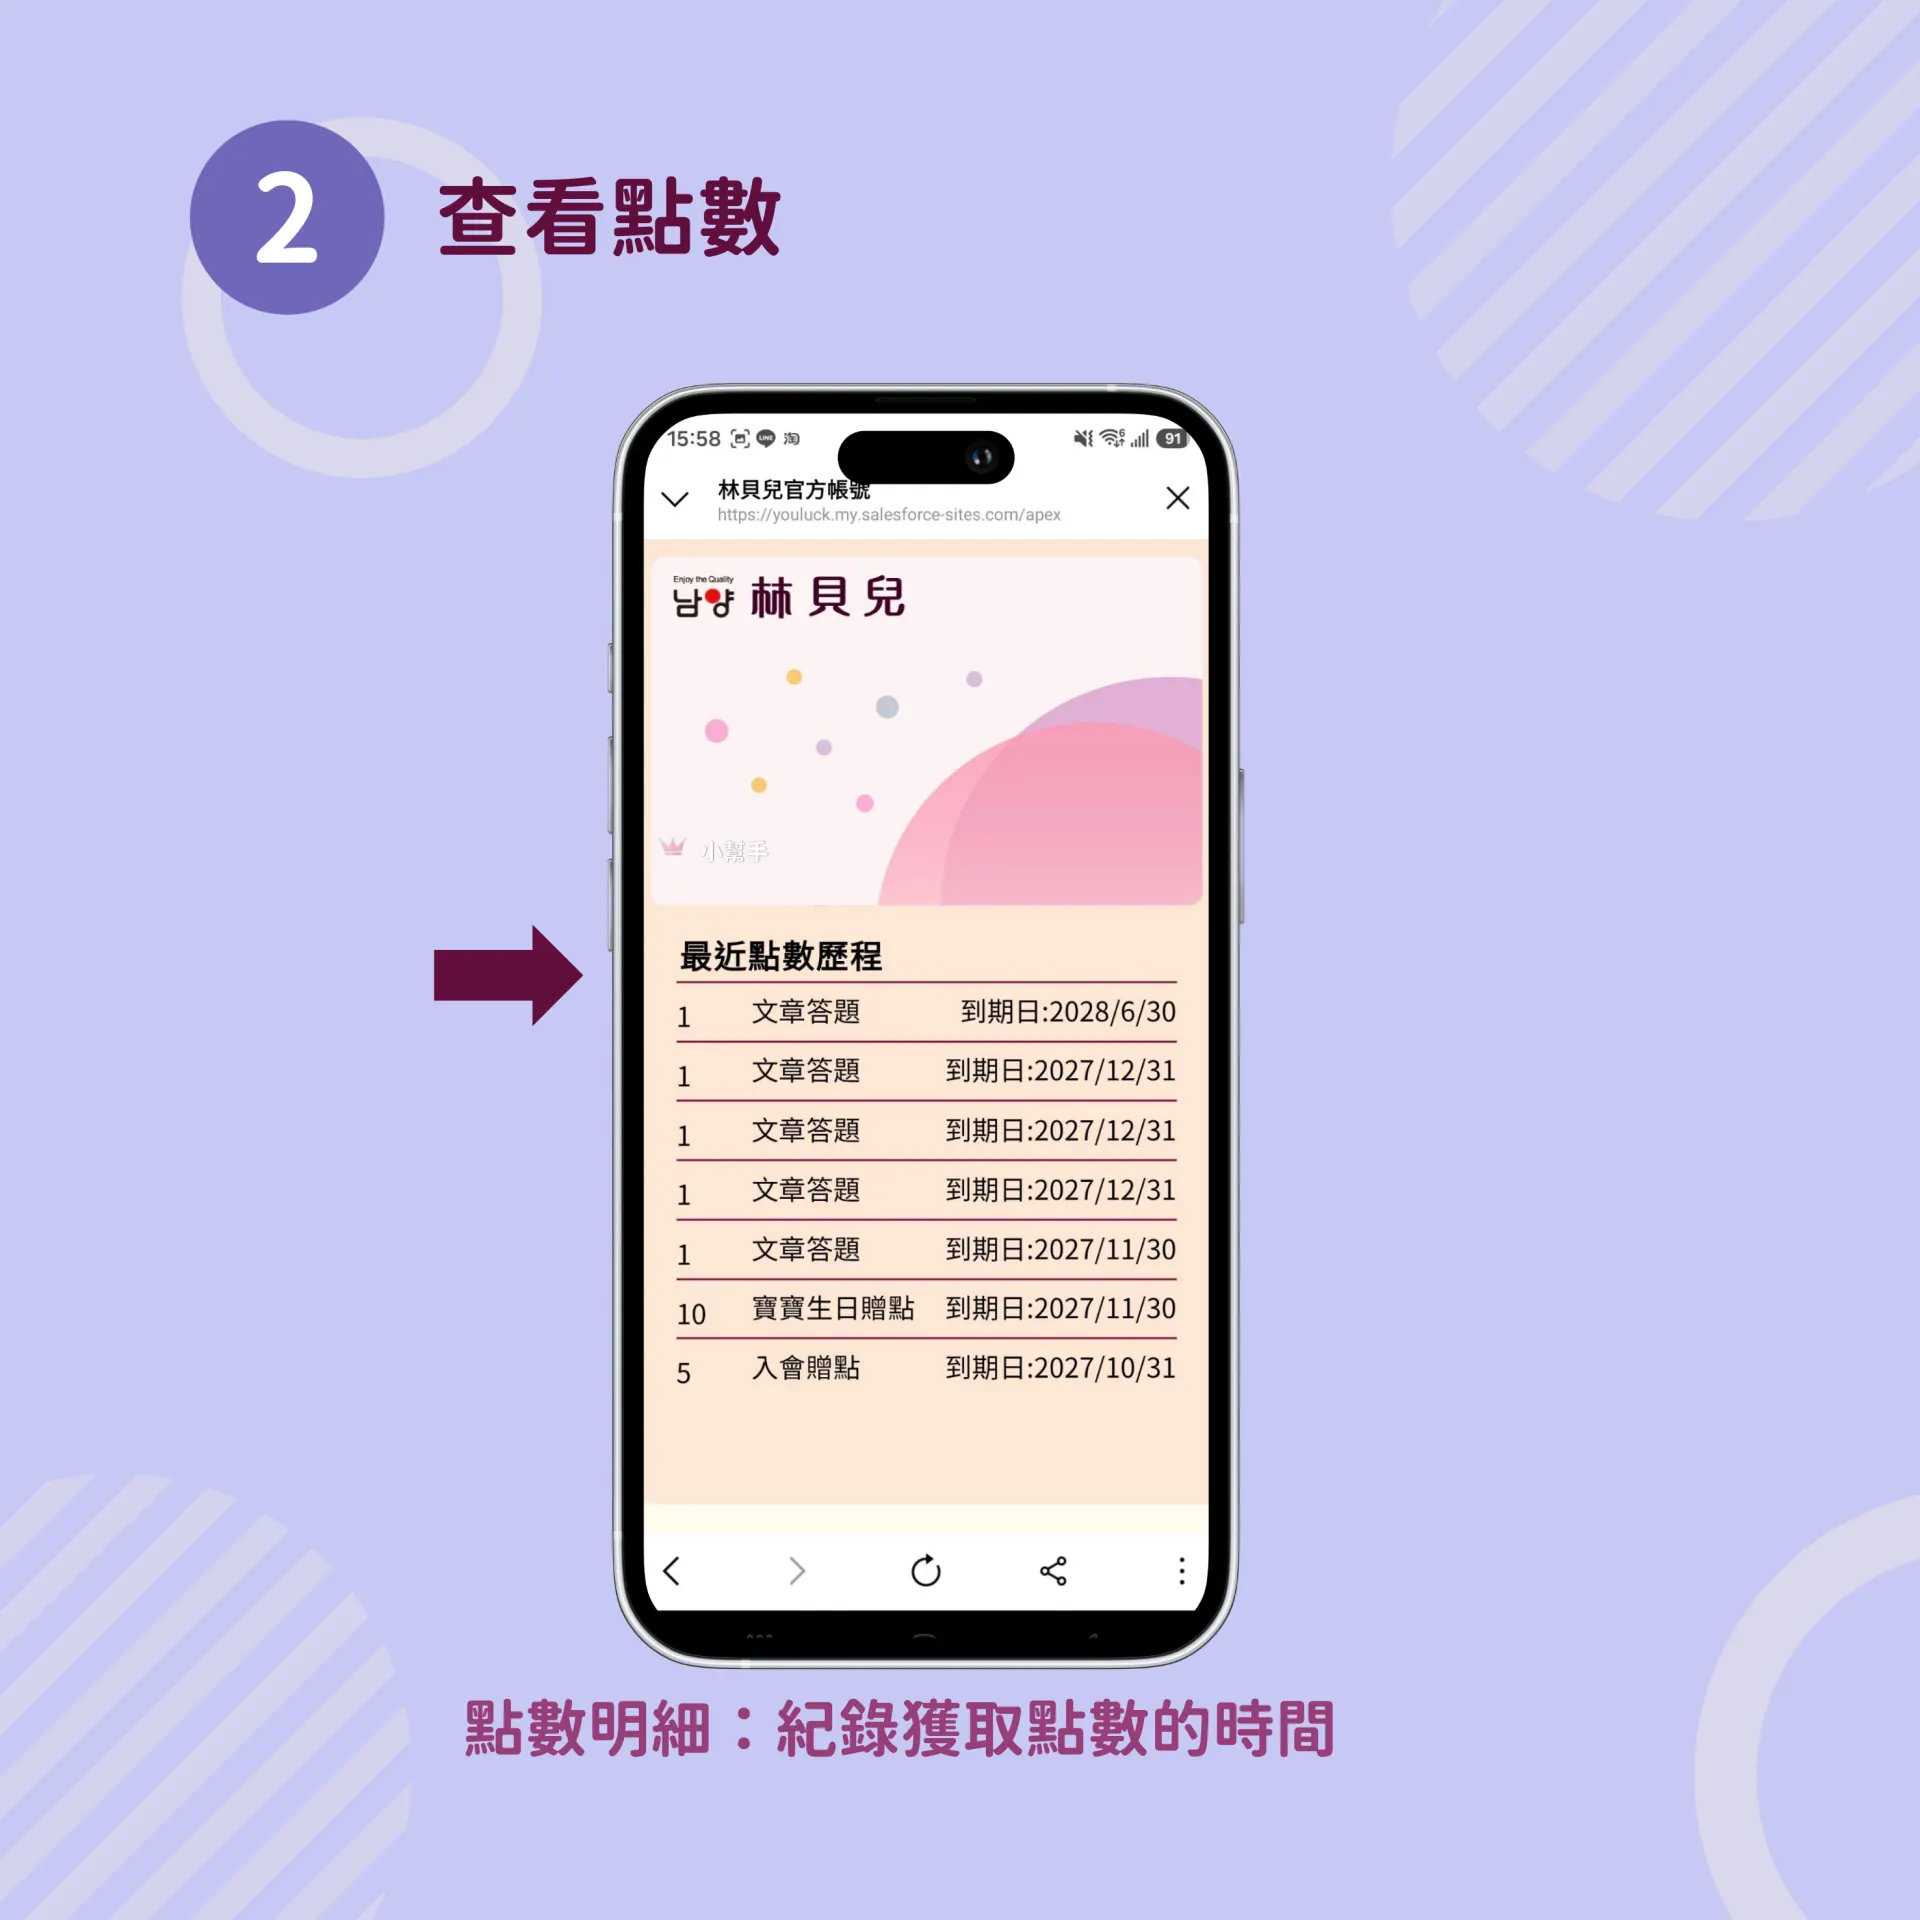 2
查看點數
15:58 LINE 淘 6 91
林貝兒官方帳號
https://youluck.my.salesforce-sites.com/apex
Enjoy the Quality
남양 林貝兒
小幫手
最近點數歷程
1 文章答題 到期日:2028/6/30
1 文章答題 到期日:2027/12/31
1 文章答題 到期日:2027/12/31
1 文章答題 到期日:2027/12/31
1 文章答題 到期日:2027/11/30
10 寶寶生日贈點 到期日:2027/11/30
5 入會贈點 到期日:2027/10/31
點數明細：紀錄獲取點數的時間